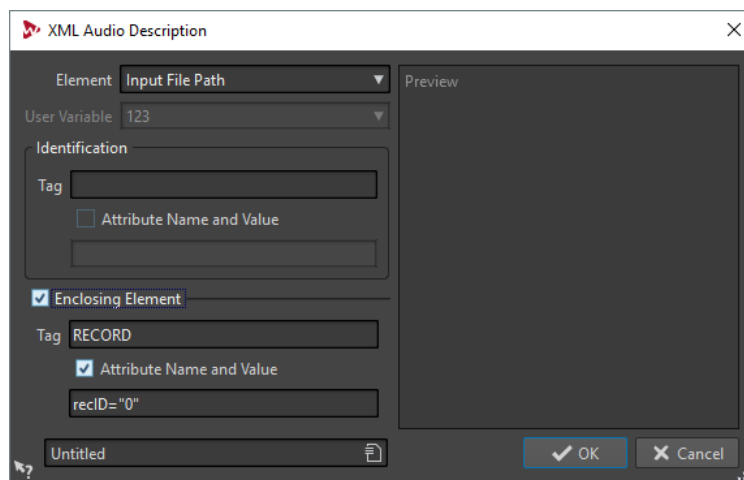 XML Audio Description
Element Input File Path
Preview
User Variable 123
Identification
Tag
Attribute Name and Value
Enclosing Element
Tag RECORD
Attribute Name and Value
recID="0"
Untitled
OK Cancel